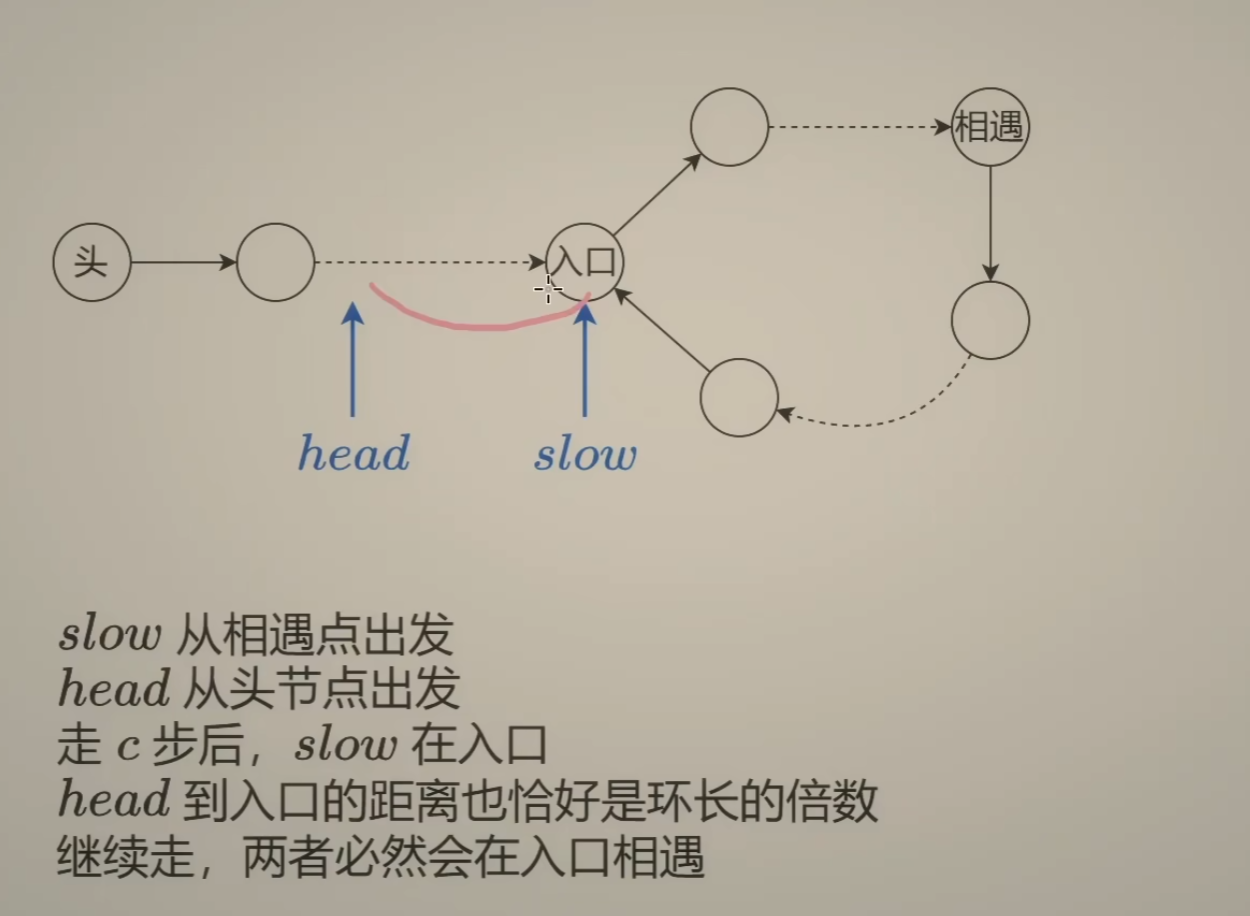 相遇
头
入口
head
slow
slow 从相遇点出发
head 从头节点出发
走 c 步后，slow 在入口
head 到入口的距离也恰好是环长的倍数
继续走，两者必然会在入口相遇